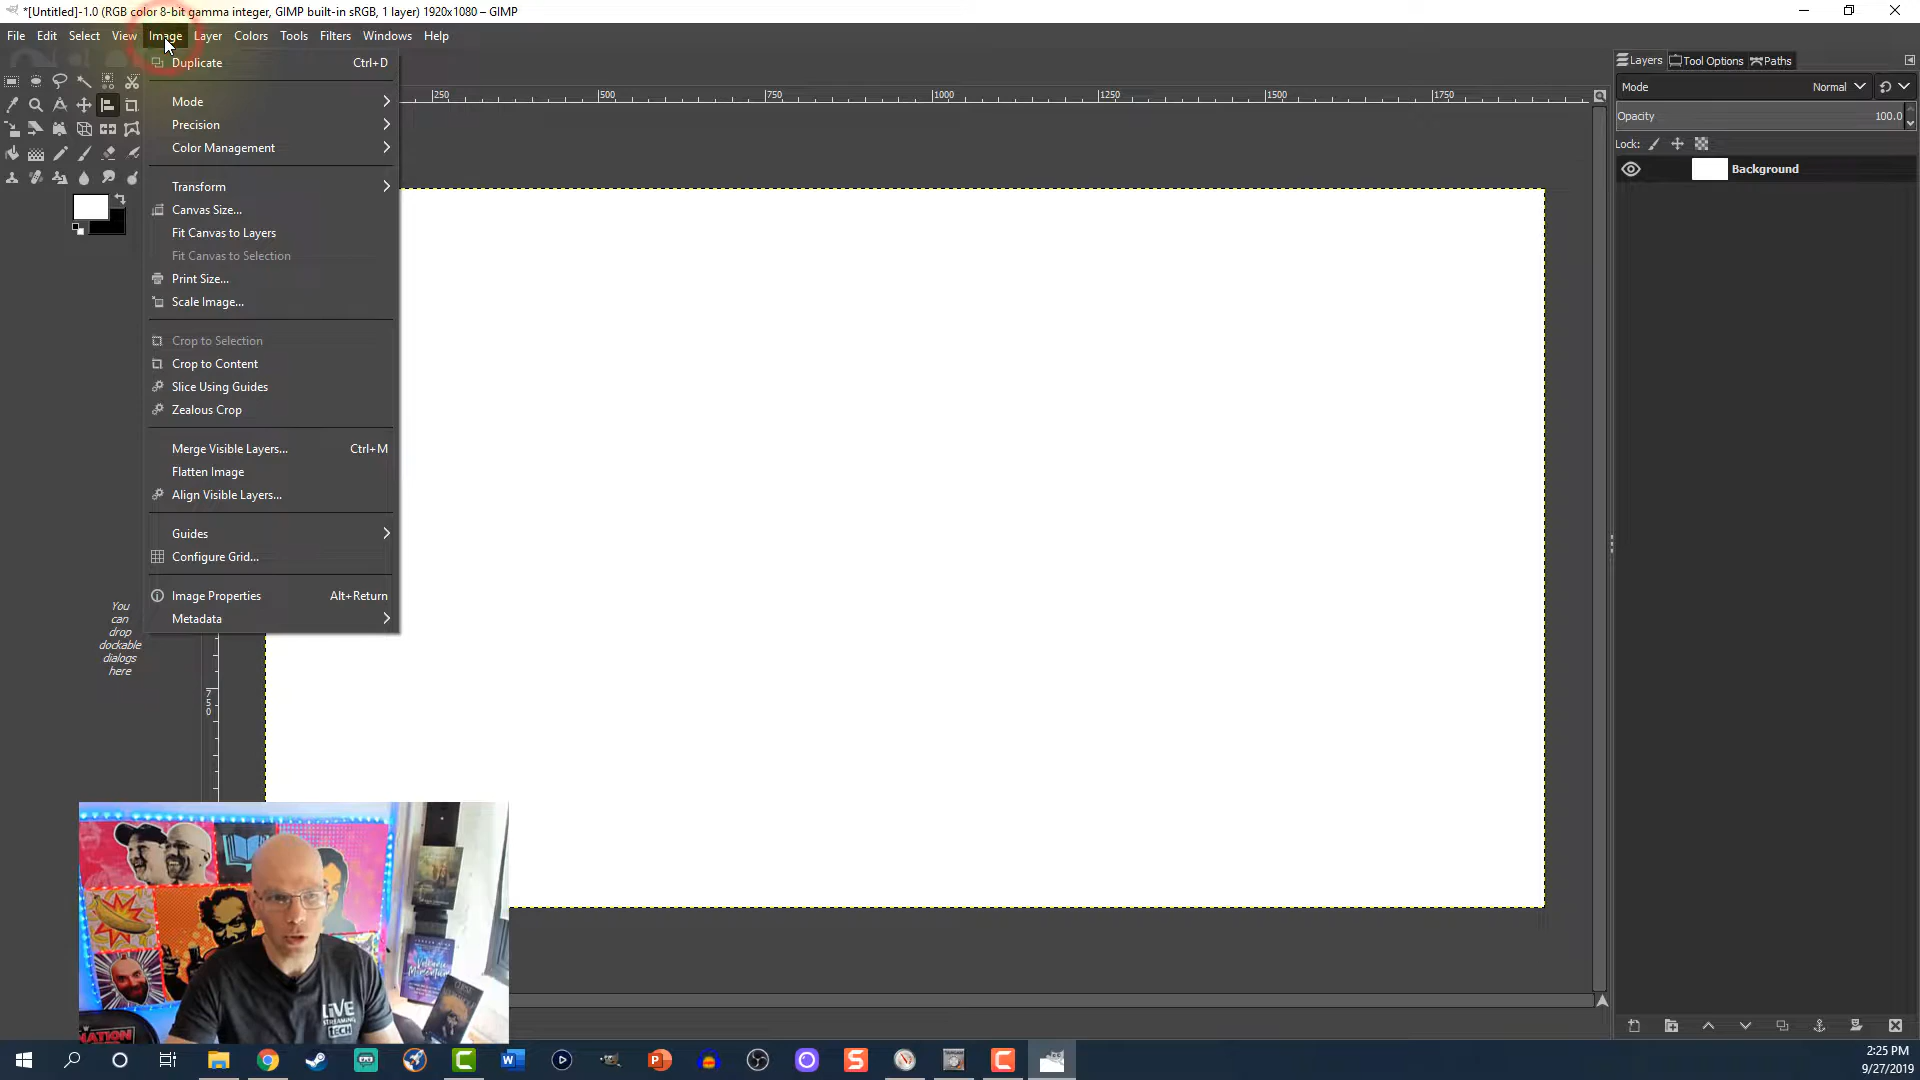 *[Untitled]-1.0 (RGB color 8-bit gamma integer, GIMP built-in sRGB, 1 layer) 1920x1080 – GIMP
File Edit Select View Image Layer Colors Tools Filters Windows Help
Duplicate Ctrl+D
Mode
Precision
Color Management
Transform
Canvas Size...
Fit Canvas to Layers
Fit Canvas to Selection
Print Size...
Scale Image...
Crop to Selection
Crop to Content
Slice Using Guides
Zealous Crop
Merge Visible Layers... Ctrl+M
Flatten Image
Align Visible Layers...
Guides
Configure Grid...
Image Properties Alt+Return
Metadata
You
can
drop
dockable
dialogs
here
250 500 750 1000 1250 1500 1750
750
Layers Tool Options Paths
Mode Normal
Opacity 100.0
Lock:
Background
LIVE
STREAMING
TECH
NATION
2:25 PM
9/27/2019